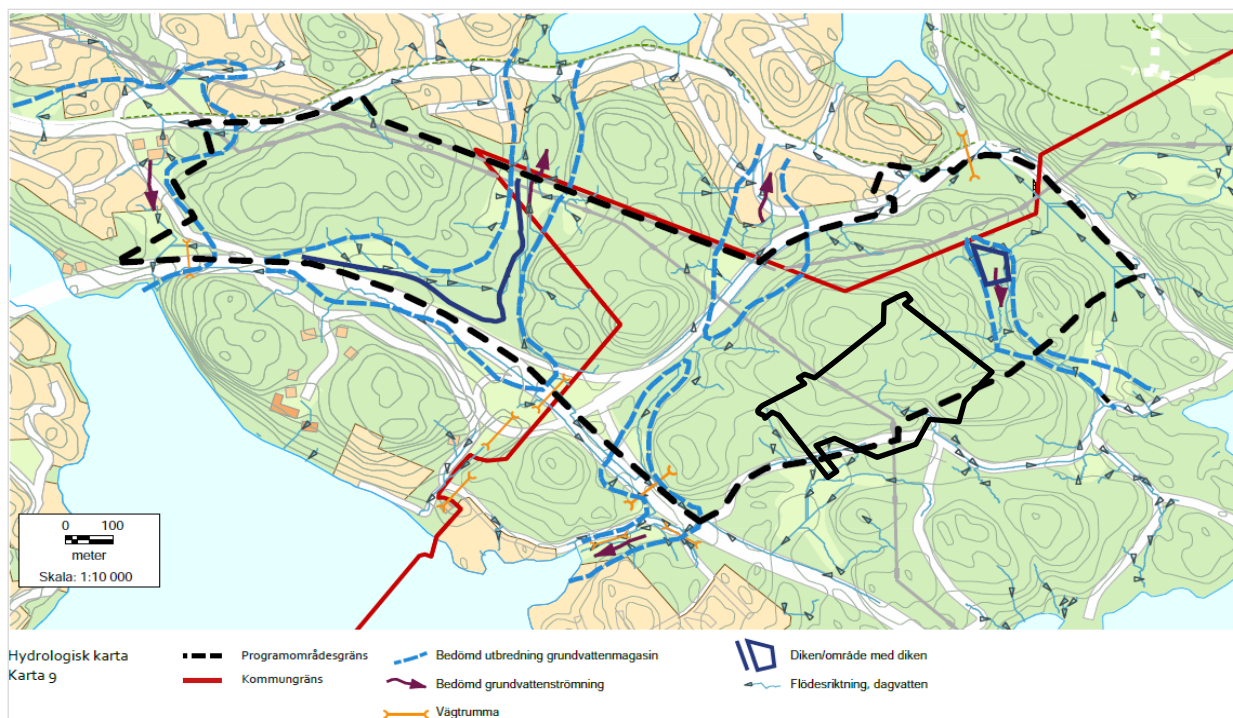 0 100
meter
Skala: 1:10 000
Hydrologisk karta
Karta 9
Programområdesgräns
Kommungräns
Bedömd utbredning grundvattenmagasin
Bedömd grundvattenströmning
Vägtrumma
Diken/område med diken
Flödesriktning, dagvatten